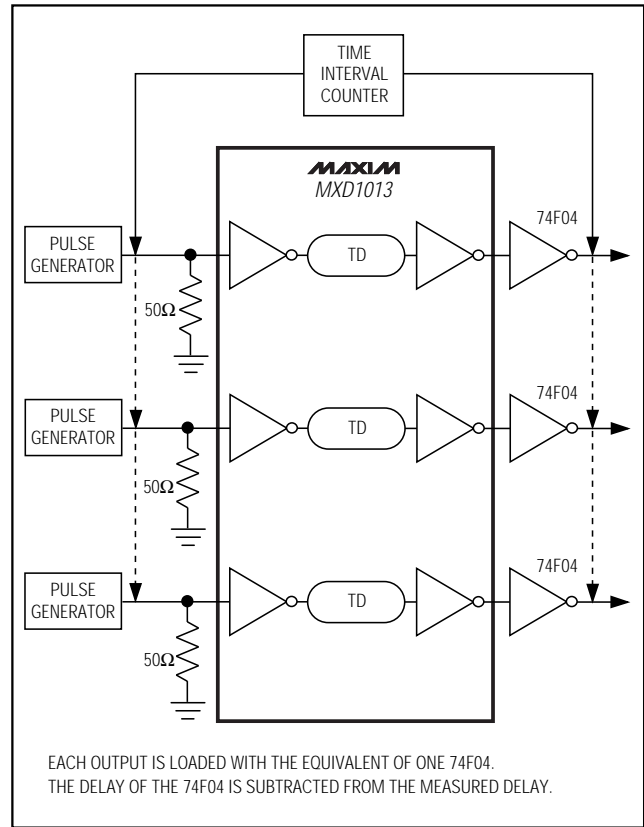 TIME
INTERVAL
COUNTER
MAXIM
MXD1013
74F04
PULSE
GENERATOR
TD
50Ω
74F04
PULSE
GENERATOR
TD
50Ω
74F04
PULSE
GENERATOR
TD
50Ω
EACH OUTPUT IS LOADED WITH THE EQUIVALENT OF ONE 74F04.
THE DELAY OF THE 74F04 IS SUBTRACTED FROM THE MEASURED DELAY.